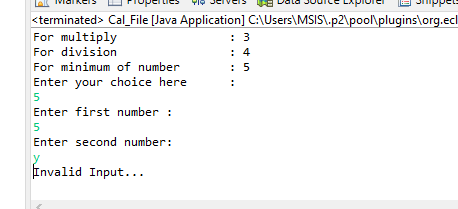 Markers Properties Servers Data Source Explorer Snippets
<terminated> Cal_File [Java Application] C:\Users\MSIS\.p2\pool\plugins\org.ecl
For multiply : 3
For division : 4
For minimum of number : 5
Enter your choice here :
5
Enter first number :
5
Enter second number:
y
Invalid Input...